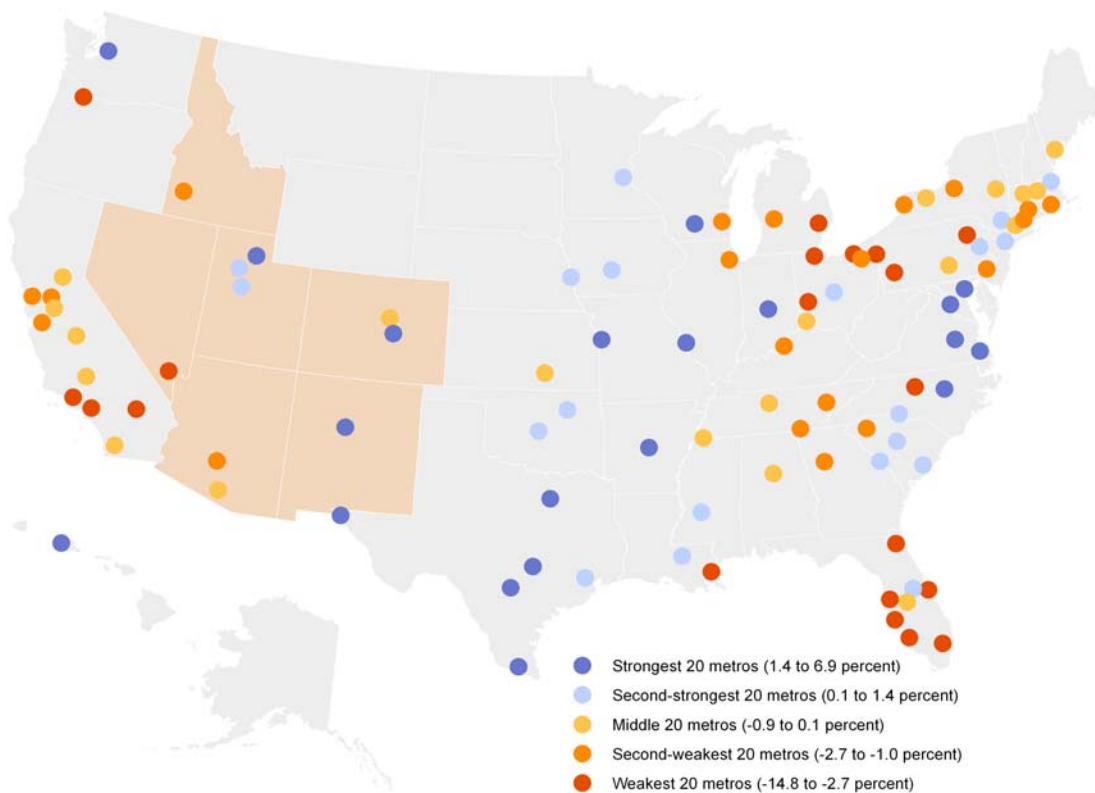 Strongest 20 metros (1.4 to 6.9 percent)
Second-strongest 20 metros (0.1 to 1.4 percent)
Middle 20 metros (-0.9 to 0.1 percent)
Second-weakest 20 metros (-2.7 to -1.0 percent)
Weakest 20 metros (-14.8 to -2.7 percent)